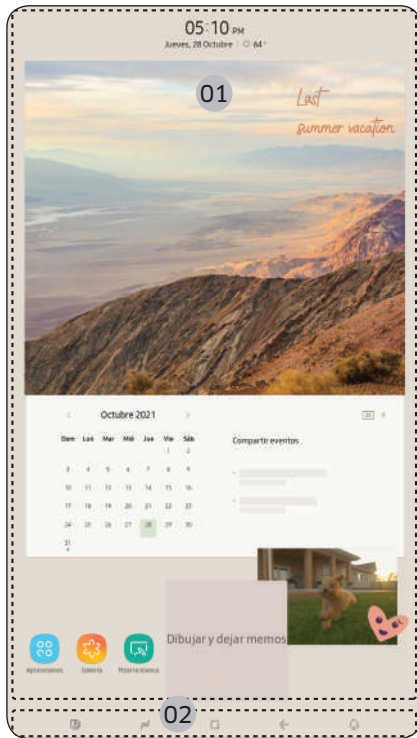 05:10 PM
Jueves, 28 Octubre 64°
01
Last
summer vacation
Octubre 2021
Dom Lun Mar Mié Jue Vie Sáb
1 2
3 4 5 6 7 8 9
10 11 12 13 14 15 16
17 18 19 20 21 22 23
24 25 26 27 28 29 30
31
Compartir eventos
Dibujar y dejar memos
Aplicaciones Galería Pizarra blanca
02